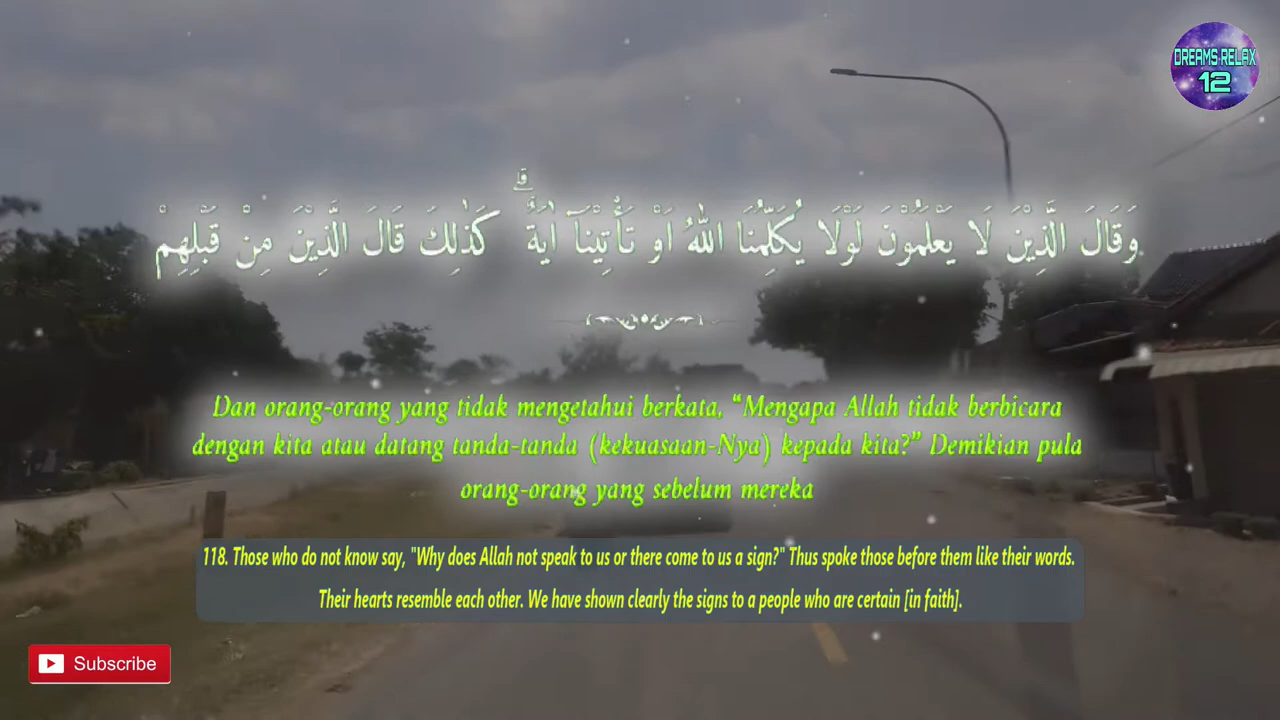 DREAMS RELAX
12
وَقَالَ الَّذِيْنَ لَا يَعْلَمُوْنَ لَوْلَا يُكَلِّمُنَا اللّٰهُ اَوْ تَأْتِيْنَآ اٰيَةٌ ۗ كَذٰلِكَ قَالَ الَّذِيْنَ مِنْ قَبْلِهِمْ
Dan orang-orang yang tidak mengetahui berkata, “Mengapa Allah tidak berbicara
dengan kita atau datang tanda-tanda (kekuasaan-Nya) kepada kita?” Demikian pula
orang-orang yang sebelum mereka
118. Those who do not know say, "Why does Allah not speak to us or there come to us a sign?" Thus spoke those before them like their words.
Their hearts resemble each other. We have shown clearly the signs to a people who are certain [in faith].
Subscribe